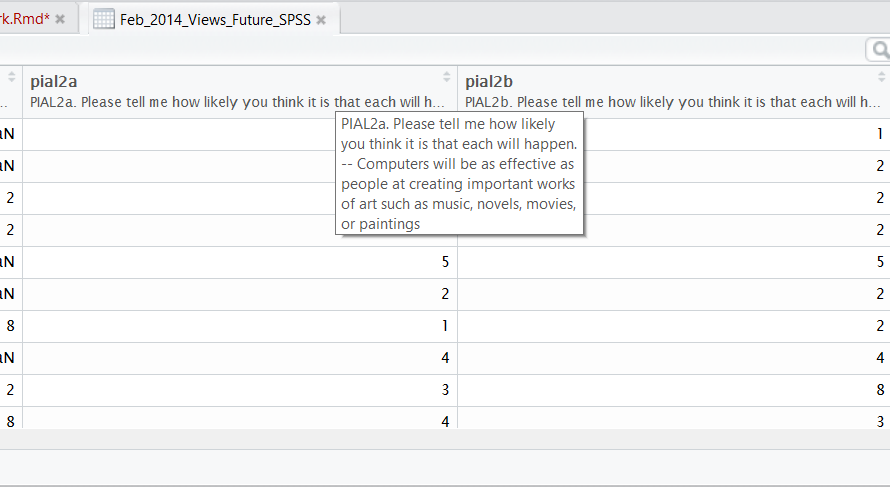 rk.Rmd* Feb_2014_Views_Future_SPSS
pial2a pial2b
... PIAL2a. Please tell me how likely you think it is that each will h... PIAL2b. Please tell me how likely you think it is that each will h...
PIAL2a. Please tell me how likely
you think it is that each will happen.
-- Computers will be as effective as
people at creating important works
of art such as music, novels, movies,
or paintings
aN 1
aN 2
2 2
2 2
aN 5 5
aN 2 2
8 1 2
aN 4 4
2 3 8
8 4 3